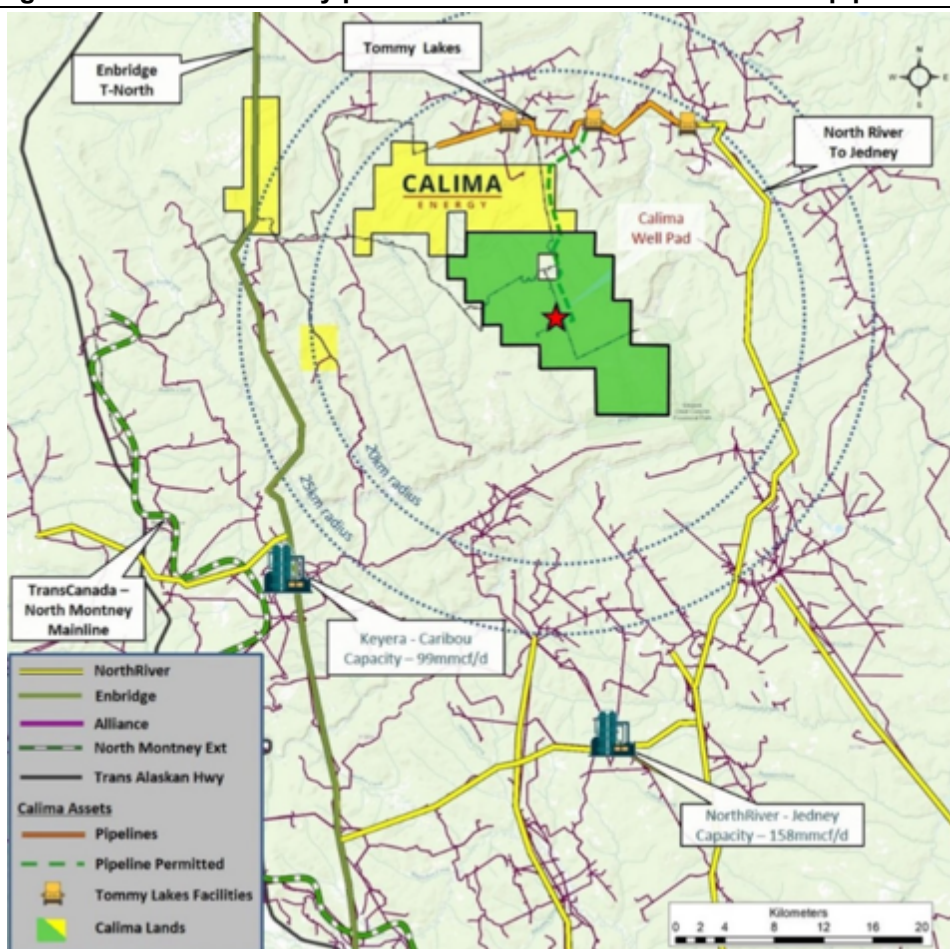 Enbridge
T-North
Tommy Lakes
N
W
E
S
North River
To Jedney
CALIMA
ENERGY
Calima
Well Pad
20km radius
25km radius
TransCanada –
North Montney
Mainline
Keyera - Caribou
Capacity – 99mmcf/d
NorthRiver - Jedney
Capacity – 158mmcf/d
NorthRiver
Enbridge
Alliance
North Montney Ext
Trans Alaskan Hwy
Calima Assets
Pipelines
Pipeline Permitted
Tommy Lakes Facilities
Calima Lands
Kilometers
0 2 4 8 12 16 20